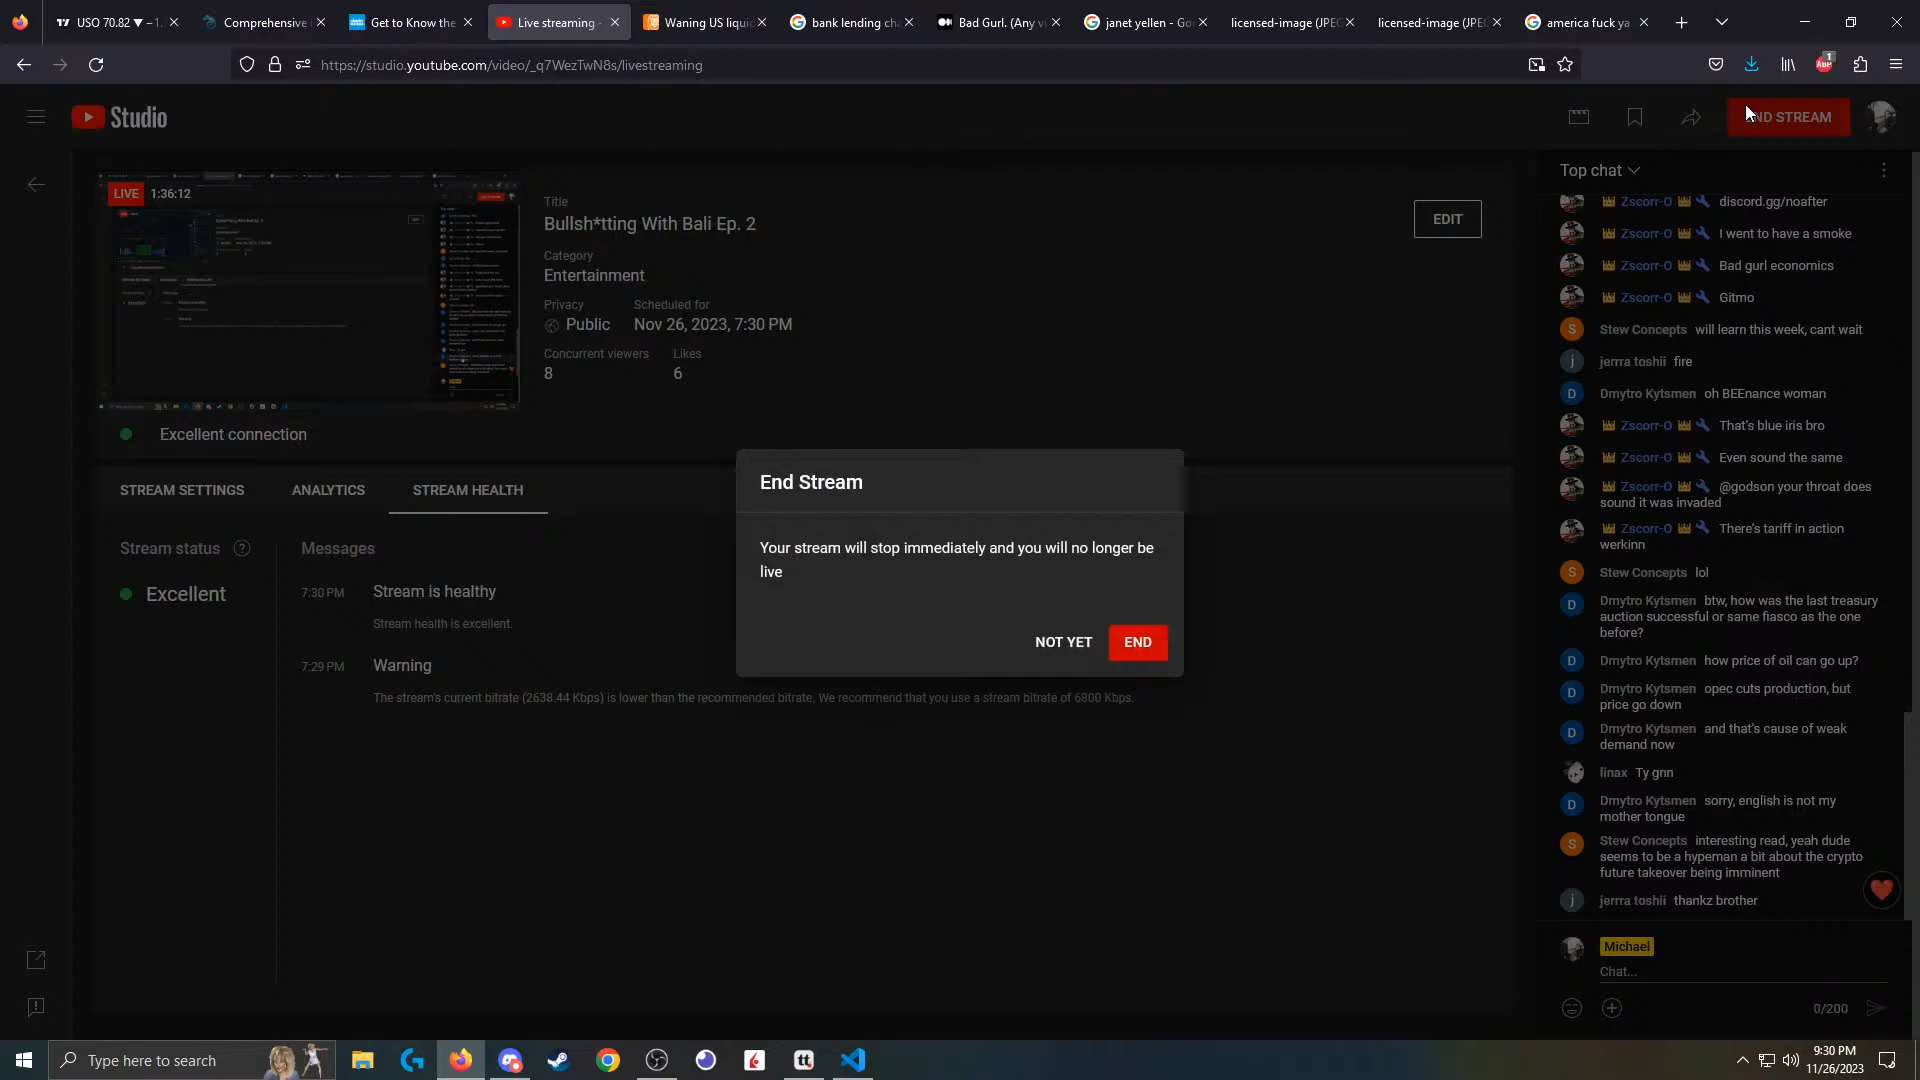 USO 70.82 ▼ −1.
Comprehensive
Get to Know the
Live streaming -
Waning US liquid
bank lending cha
Bad Gurl. (Any v
janet yellen - Go
licensed-image (JPEG
licensed-image (JPEG
america fuck ya
https://studio.youtube.com/video/_q7WezTwN8s/livestreaming
ABP
1
Studio
END STREAM
LIVE 1:36:12
Title
Bullsh*tting With Bali Ep. 2
EDIT
Category
Entertainment
Privacy
Scheduled for
Public
Nov 26, 2023, 7:30 PM
Concurrent viewers
Likes
8
6
Excellent connection
STREAM SETTINGS
ANALYTICS
STREAM HEALTH
Stream status
Messages
Excellent
7:30 PM
Stream is healthy
Stream health is excellent.
7:29 PM
Warning
The stream's current bitrate (2638.44 Kbps) is lower than the recommended bitrate. We recommend that you use a stream bitrate of 6800 Kbps.
End Stream
Your stream will stop immediately and you will no longer be
live
NOT YET
END
Top chat
Zscorr-O discord.gg/noafter
Zscorr-O I went to have a smoke
Zscorr-O Bad gurl economics
Zscorr-O Gitmo
S Stew Concepts will learn this week, cant wait
j jerrra toshii fire
D Dmytro Kytsmen oh BEEnance woman
Zscorr-O That's blue iris bro
Zscorr-O Even sound the same
Zscorr-O @godson your throat does
sound it was invaded
Zscorr-O There's tariff in action
werkinn
S Stew Concepts lol
D Dmytro Kytsmen btw, how was the last treasury
auction successful or same fiasco as the one
before?
D Dmytro Kytsmen how price of oil can go up?
D Dmytro Kytsmen opec cuts production, but
price go down
D Dmytro Kytsmen and that's cause of weak
demand now
linax Ty gnn
D Dmytro Kytsmen sorry, english is not my
mother tongue
S Stew Concepts interesting read, yeah dude
seems to be a hypeman a bit about the crypto
future takeover being imminent
j jerrra toshii thankz brother
Michael
Chat...
0/200
Type here to search
tt
9:30 PM
11/26/2023